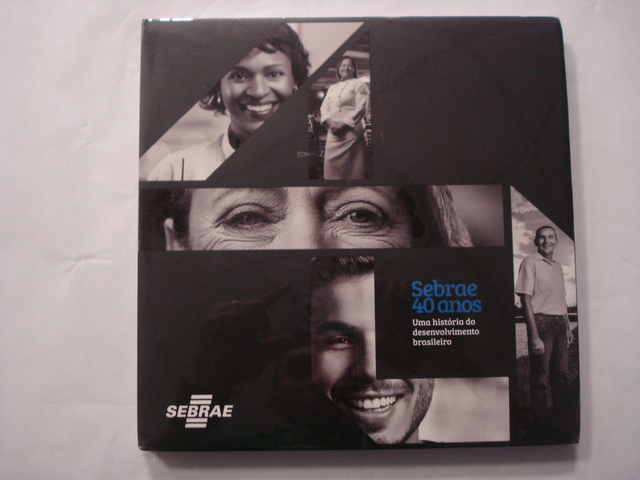 Sebrae
40 anos
Uma história do
desenvolvimento
brasileiro
SEBRAE